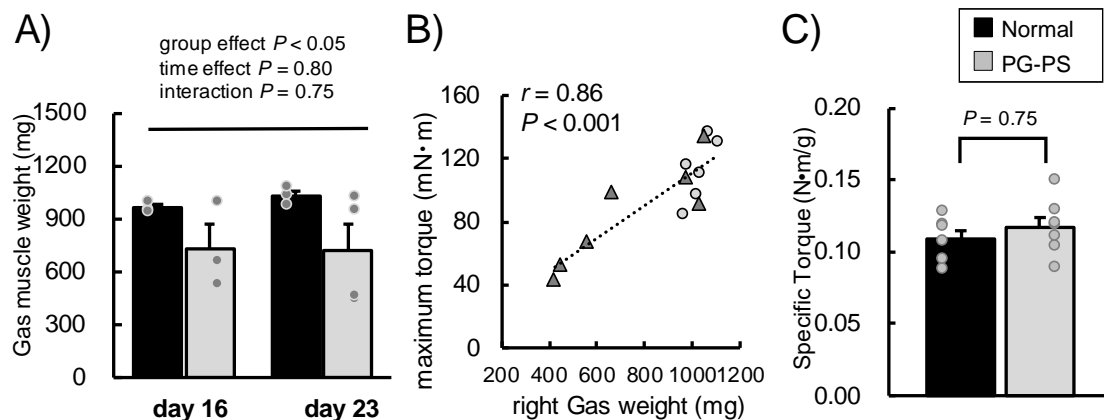 A)
group effect P < 0.05
time effect P = 0.80
interaction P = 0.75
Gas muscle weight (mg)
1500
1200
900
600
300
0
day 16
day 23
B)
r = 0.86
P < 0.001
maximum torque (mN·m)
160
120
80
40
0
200 400 600 800 1000 1200
right Gas weight (mg)
C)
Normal
PG-PS
P = 0.75
Specific Torque (N·m/g)
0.20
0.15
0.10
0.05
0.00